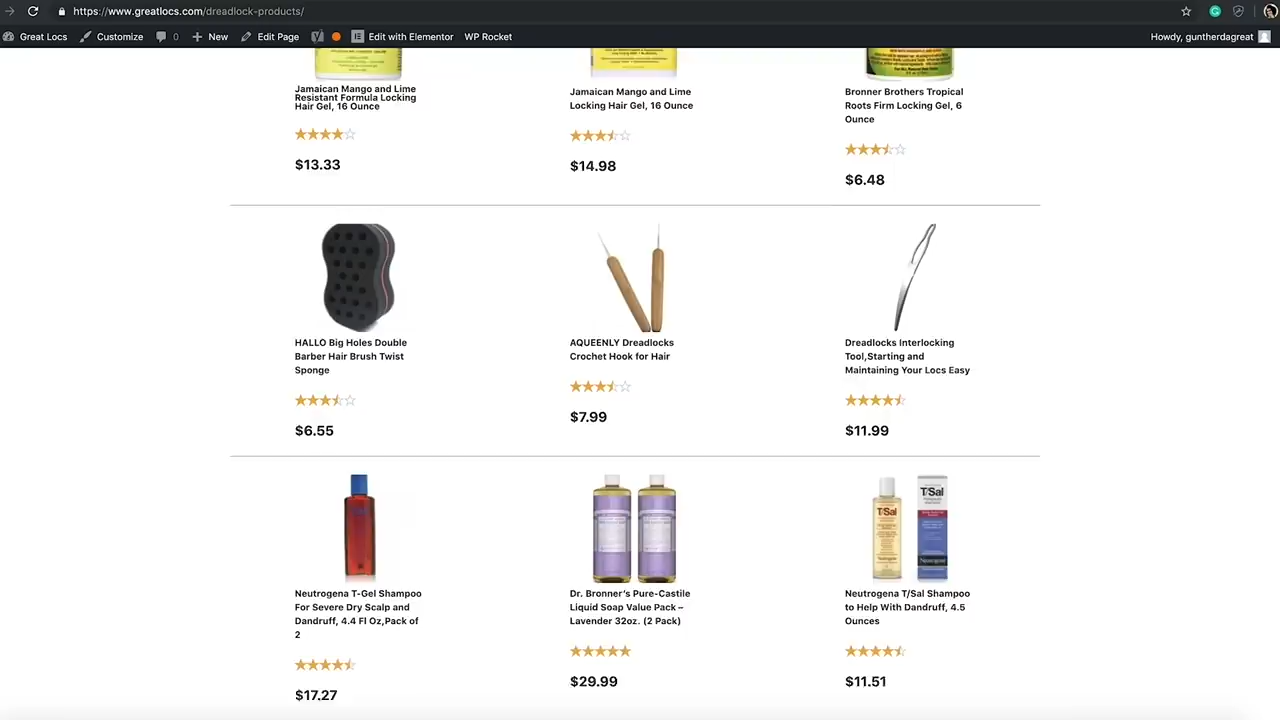 https://www.greatlocs.com/dreadlock-products/
Great Locs Customize 0 New Edit Page Edit with Elementor WP Rocket Howdy, guntherdagreat
Jamaican Mango and Lime
Resistant Formula Locking
Hair Gel, 16 Ounce
$13.33
Jamaican Mango and Lime
Locking Hair Gel, 16 Ounce
$14.98
Bronner Brothers Tropical
Roots Firm Locking Gel, 6
Ounce
$6.48
HALLO Big Holes Double
Barber Hair Brush Twist
Sponge
$6.55
AQUEENLY Dreadlocks
Crochet Hook for Hair
$7.99
Dreadlocks Interlocking
Tool,Starting and
Maintaining Your Locs Easy
$11.99
T/Sal
T/Sal
Neutrogena
Neutrogena T-Gel Shampoo
For Severe Dry Scalp and
Dandruff, 4.4 Fl Oz,Pack of
2
$17.27
Dr. Bronner's Pure-Castile
Liquid Soap Value Pack –
Lavender 32oz. (2 Pack)
$29.99
Neutrogena T/Sal Shampoo
to Help With Dandruff, 4.5
Ounces
$11.51